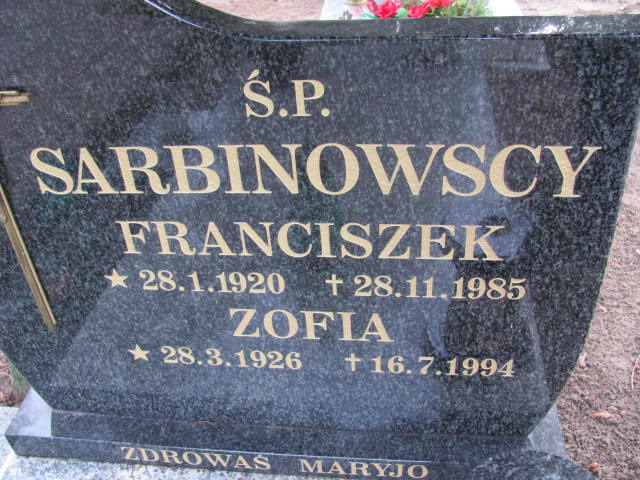 Ś.P.
SARBINOWSCY
FRANCISZEK
★ 28.1.1920 ✝ 28.11.1985
ZOFIA
★ 28.3.1926 ✝ 16.7.1994
ZDROWAŚ MARYJO